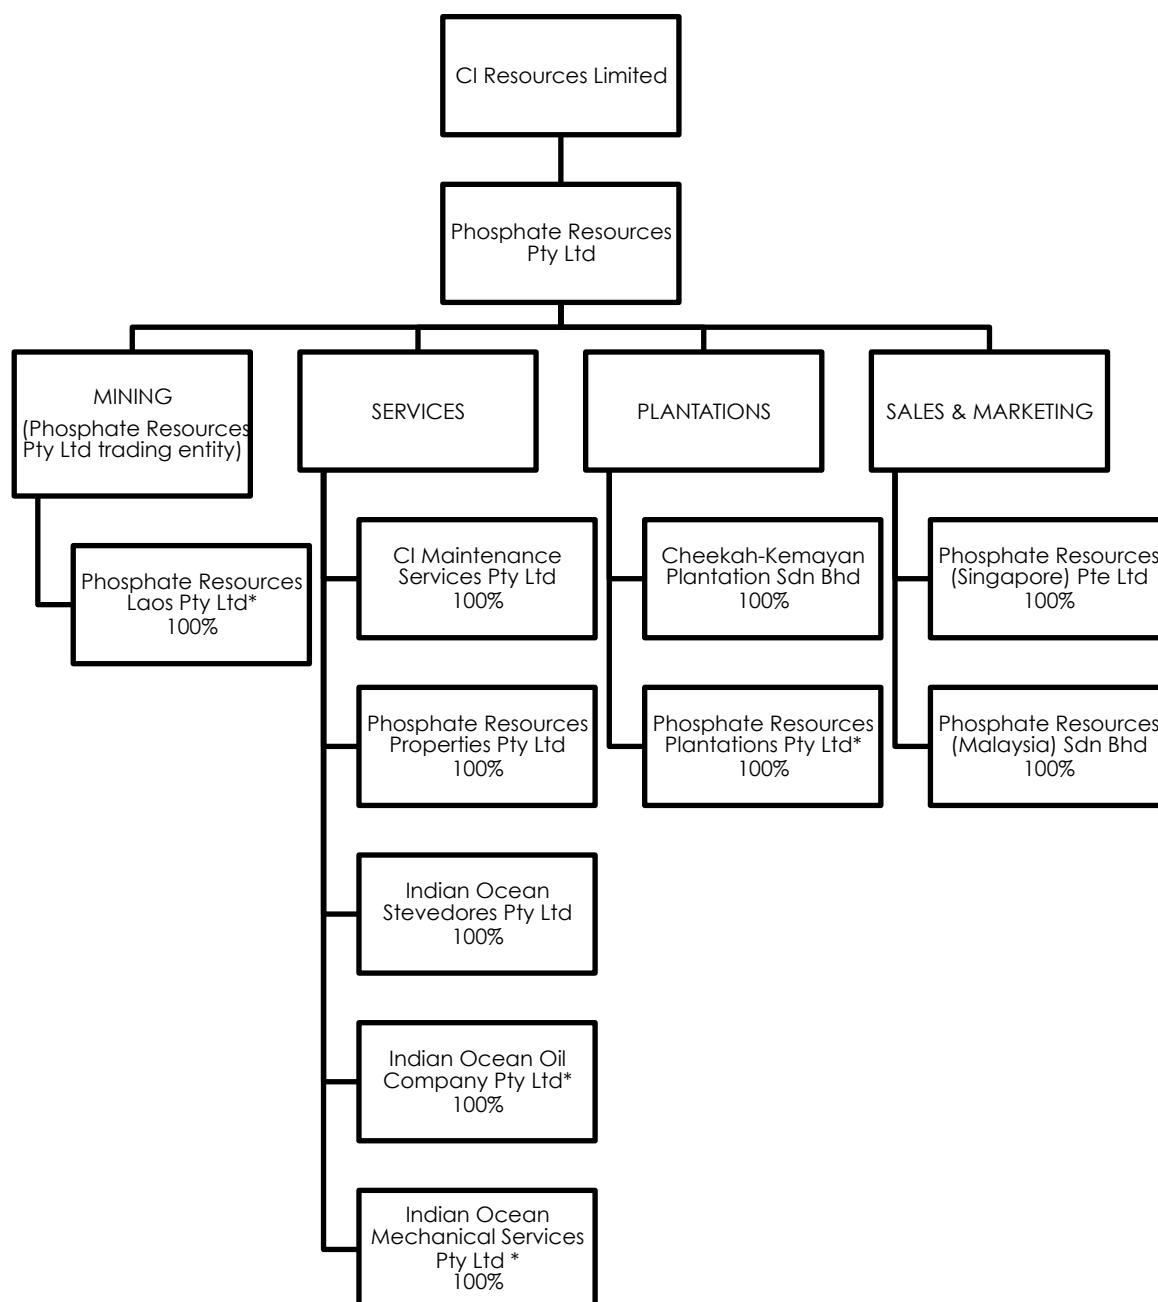 CI Resources Limited
Phosphate Resources
Pty Ltd
MINING
(Phosphate Resources
Pty Ltd trading entity)
SERVICES
PLANTATIONS
SALES & MARKETING
Phosphate Resources
Laos Pty Ltd*
100%
CI Maintenance
Services Pty Ltd
100%
Phosphate Resources
Properties Pty Ltd
100%
Indian Ocean
Stevedores Pty Ltd
100%
Indian Ocean Oil
Company Pty Ltd*
100%
Indian Ocean
Mechanical Services
Pty Ltd *
100%
Cheekah-Kemayan
Plantation Sdn Bhd
100%
Phosphate Resources
Plantations Pty Ltd*
100%
Phosphate Resources
(Singapore) Pte Ltd
100%
Phosphate Resources
(Malaysia) Sdn Bhd
100%